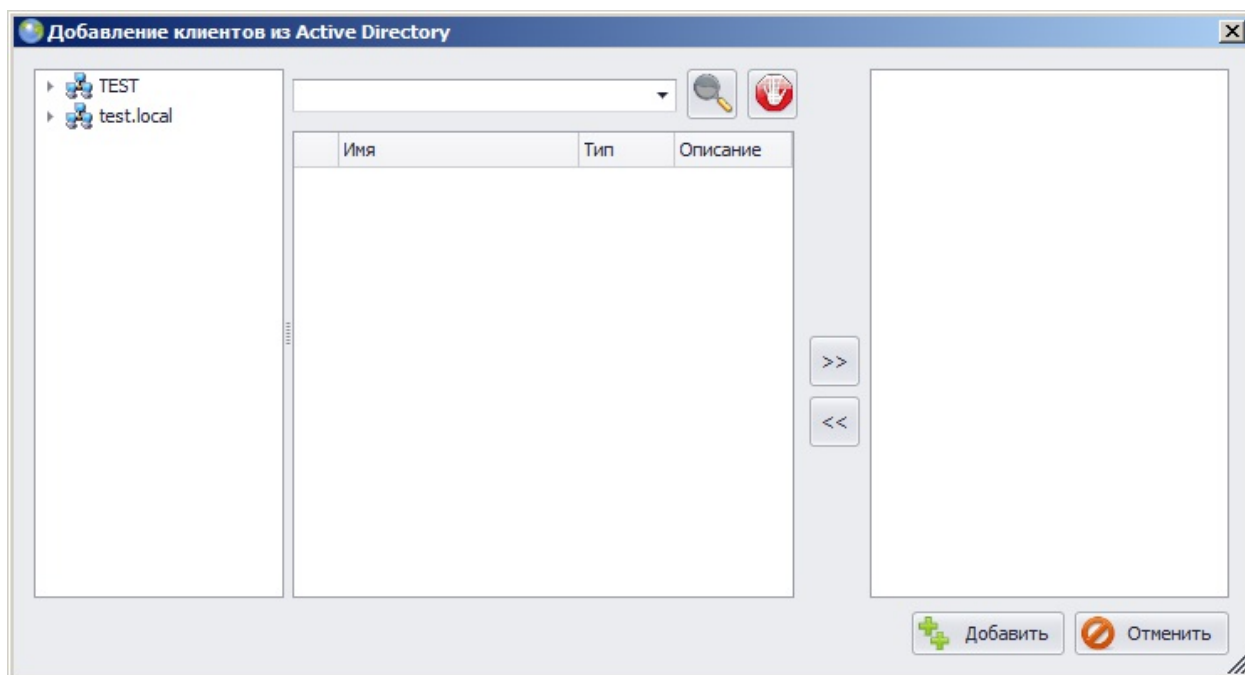 Добавление клиентов из Active Directory
TEST
test.local
Имя Тип Описание
>>
<<
Добавить Отменить